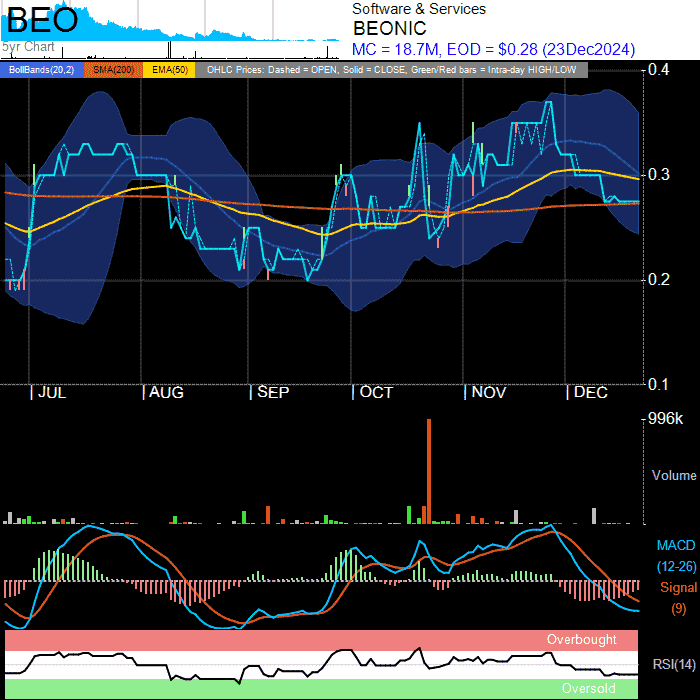 BEO
5yr Chart
Software & Services
BEONIC
MC = 18.7M, EOD = $0.28 (23Dec2024)
BollBands(20,2) SMA(200) EMA(50) OHLC Prices: Dashed = OPEN, Solid = CLOSE, Green/Red bars = Intra-day HIGH/LOW
0.4
0.3
0.2
0.1
| JUL | AUG | SEP | OCT | NOV | DEC
996k
Volume
MACD
(12-26)
Signal
(9)
Overbought
RSI(14)
Oversold